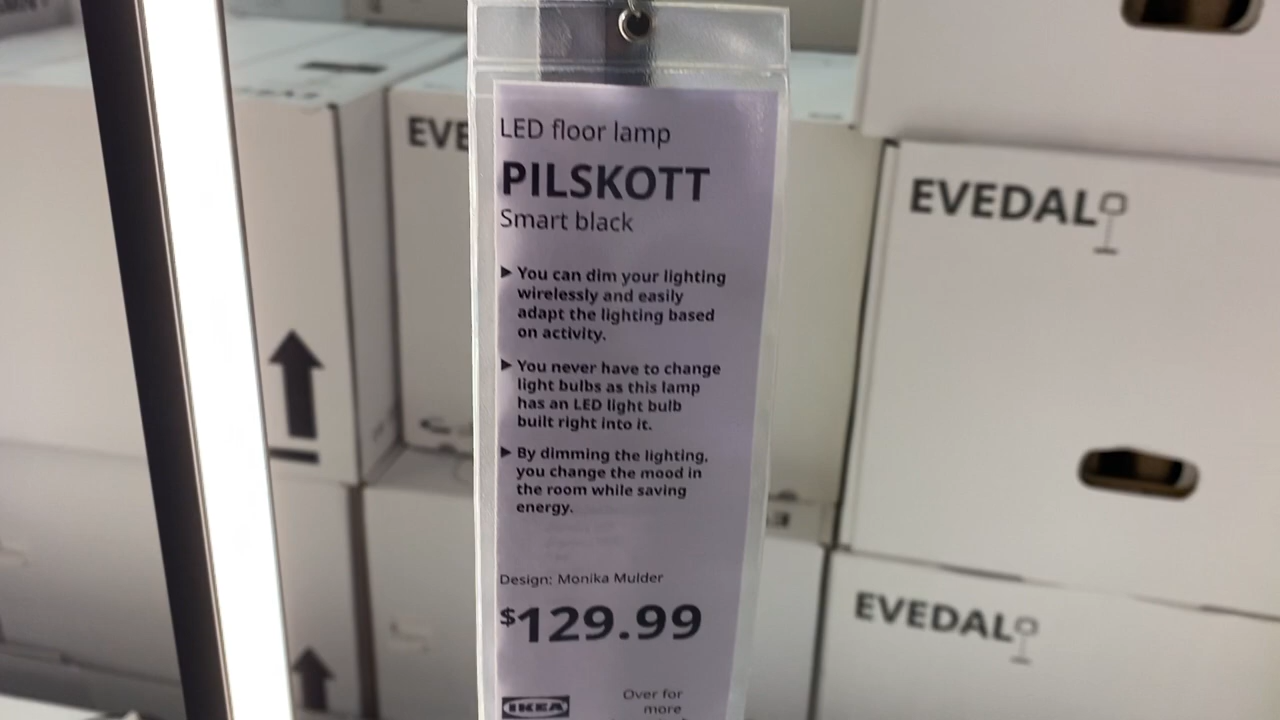 LED floor lamp
PILSKOTT
Smart black
▶ You can dim your lighting
wirelessly and easily
adapt the lighting based
on activity.
▶ You never have to change
light bulbs as this lamp
has an LED light bulb
built right into it.
▶ By dimming the lighting,
you change the mood in
the room while saving
energy.
Design: Monika Mulder
$129.99
IKEA
Over for
more
EVE
EVEDAL
EVEDAL